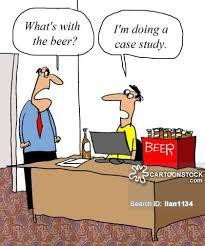 What's with
the beer?
I'm doing a
case study.
BEER
CARTOONSTOCK
.com
Search ID: llan1134